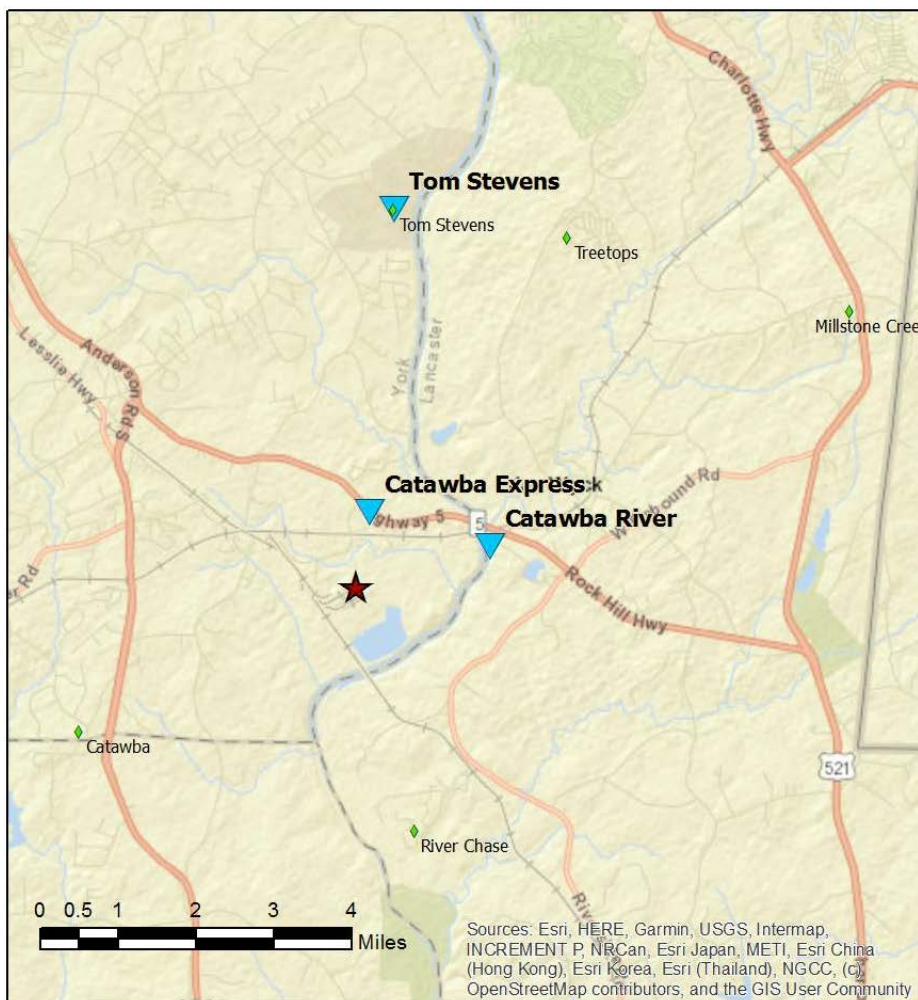 Charlotte Hwy
Tom Stevens
Tom Stevens
Treetops
Millstone Cree
Lesslie Hwy
Anderson Rd S
York
Lancaster
Catawba Express
ghway 5
5
Catawba River
Rd
er Rd
Rock Hill Hwy
Catawba
521
River Chase
0 0.5 1 2 3 4
Miles
Sources: Esri, HERE, Garmin, USGS, Intermap,
INCREMENT P, NRCan, Esri Japan, METI, Esri China
(Hong Kong), Esri Korea, Esri (Thailand), NGCC, (c)
OpenStreetMap contributors, and the GIS User Community